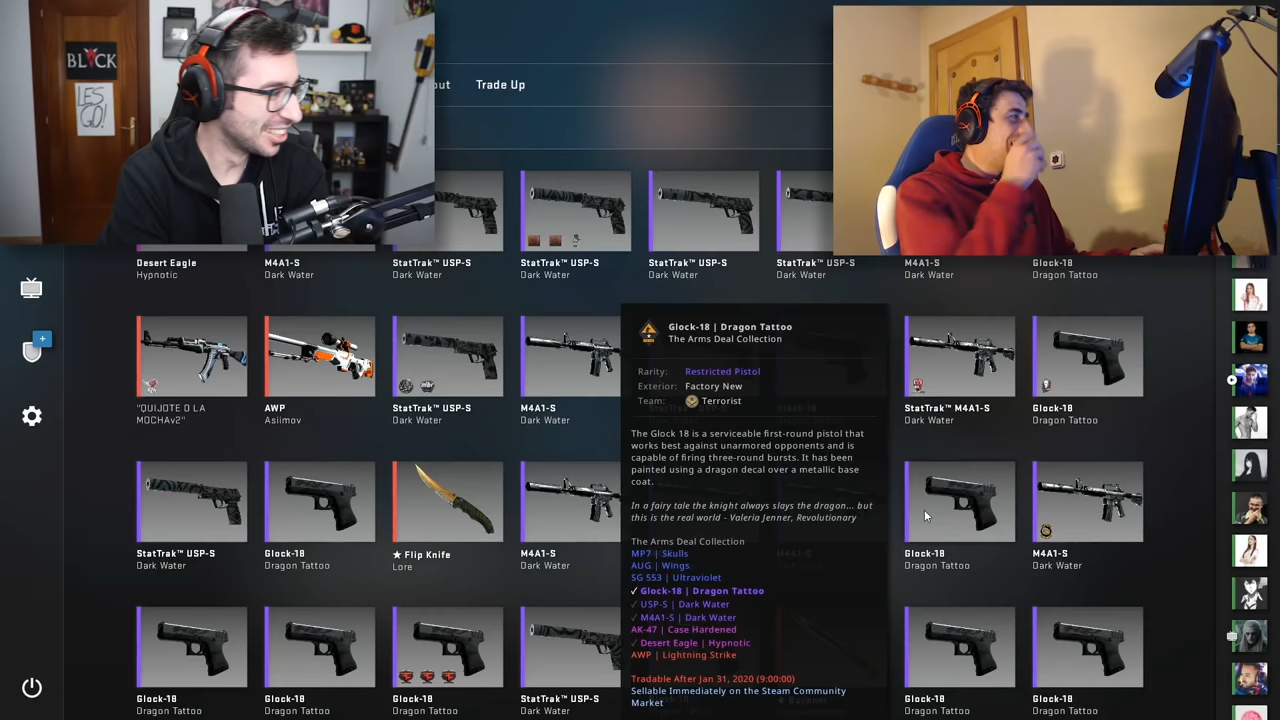 BLACK
LES
GO!
out
Trade Up
Desert Eagle
Hypnotic
M4A1-S
Dark Water
StatTrak™ USP-S
Dark Water
StatTrak™ USP-S
Dark Water
StatTrak™ USP-S
Dark Water
StatTrak™ USP-S
Dark Water
M4A1-S
Dark Water
Glock-18
Dragon Tattoo
"QUIJOTE D LA
MOCHAv2"
AWP
Asiimov
StatTrak™ USP-S
Dark Water
M4A1-S
Dark Water
StatTrak™ M4A1-S
Dark Water
Glock-18
Dragon Tattoo
StatTrak™ USP-S
Dark Water
Glock-18
Dragon Tattoo
★ Flip Knife
Lore
M4A1-S
Dark Water
Glock-18
Dragon Tattoo
M4A1-S
Dark Water
Glock-18
Dragon Tattoo
Glock-18
Dragon Tattoo
Glock-18
Dragon Tattoo
StatTrak™ USP-S
Dark Water
Glock-18
Dragon Tattoo
Glock-18
Dragon Tattoo
Glock-18 | Dragon Tattoo
The Arms Deal Collection
Rarity: Restricted Pistol
Exterior: Factory New
Team: Terrorist
The Glock 18 is a serviceable first-round pistol that
works best against unarmored opponents and is
capable of firing three-round bursts. It has been
painted using a dragon decal over a metallic base
coat.
In a fairy tale the knight always slays the dragon... but
this is the real world - Valeria Jenner, Revolutionary
The Arms Deal Collection
MP7 | Skulls
AUG | Wings
SG 553 | Ultraviolet
✓ Glock-18 | Dragon Tattoo
✓ USP-S | Dark Water
✓ M4A1-S | Dark Water
AK-47 | Case Hardened
✓ Desert Eagle | Hypnotic
AWP | Lightning Strike
Tradable After Jan 31, 2020 (9:00:00)
Sellable Immediately on the Steam Community
Market